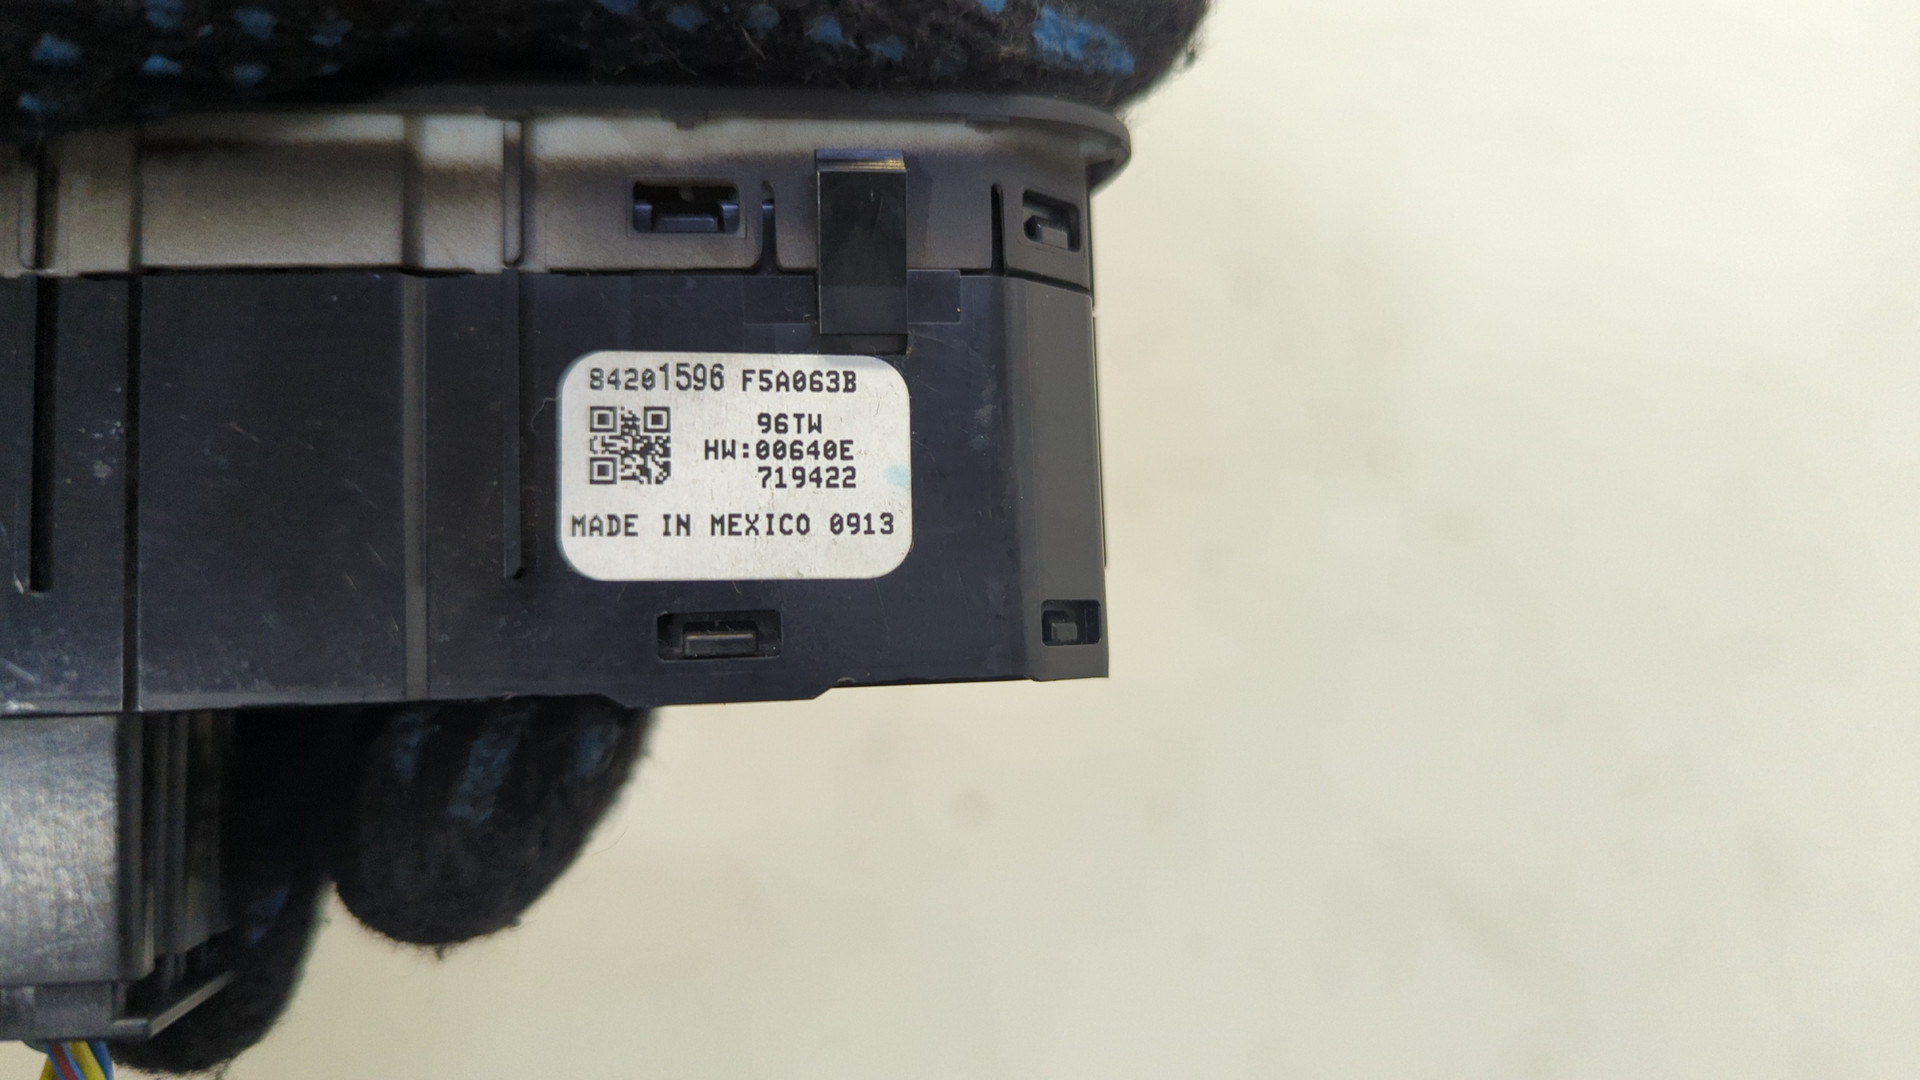 84201596 F5A063B
96TW
HW:00640E
719422
MADE IN MEXICO 0913